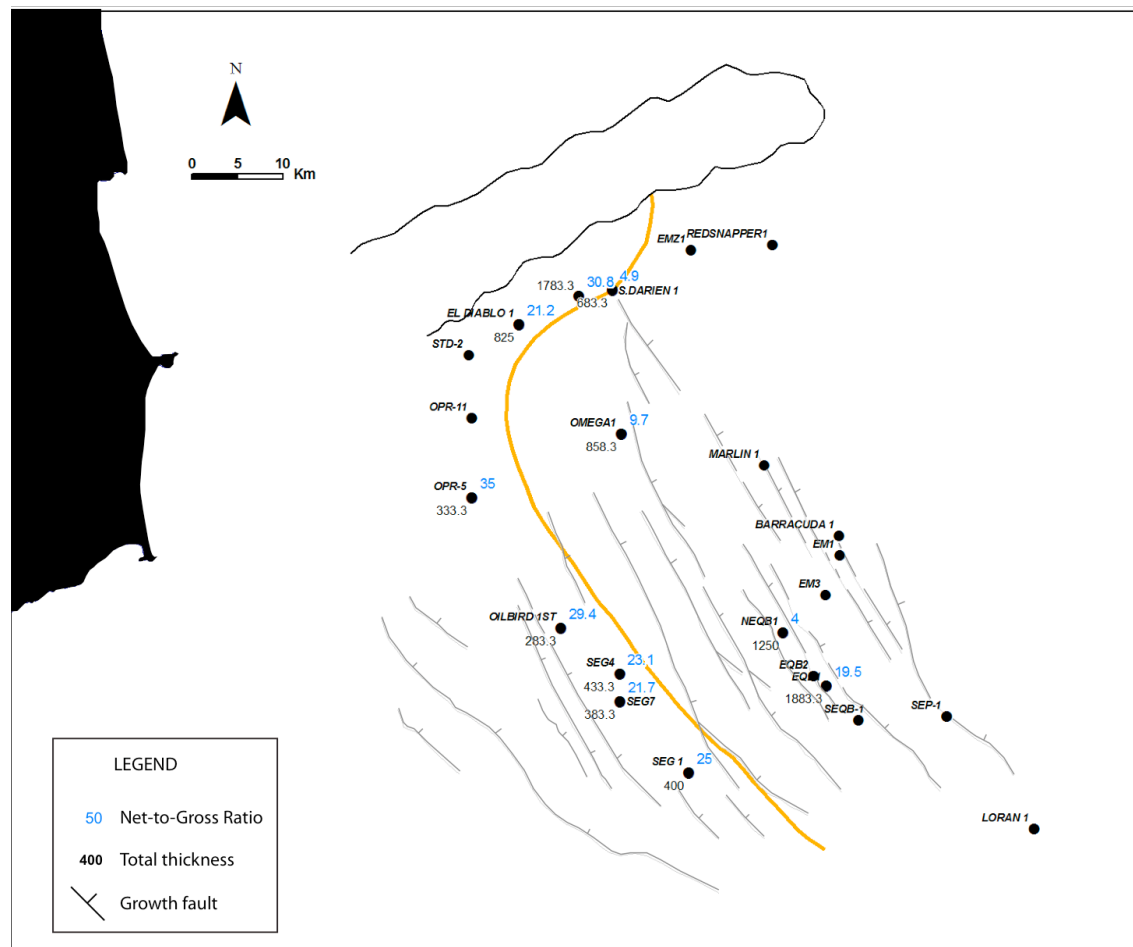 N
0 5 10
Km
EMZ1
REDSNAPPER1
1783.3
30.8
4.9
683.3
S.DARIEN 1
EL DIABLO 1
21.2
825
STD-2
OPR-11
OMEGA1
9.7
858.3
MARLIN 1
OPR-5
35
333.3
BARRACUDA 1
EM1
EM3
OILBIRD 1ST
29.4
283.3
NEQB1
4
1250
SEG4
23.1
433.3
EQB2
19.5
1883.3
21.7
SEG7
383.3
SEQB-1
SEP-1
SEG 1
25
400
LORAN 1
LEGEND
50 Net-to-Gross Ratio
400 Total thickness
Growth fault